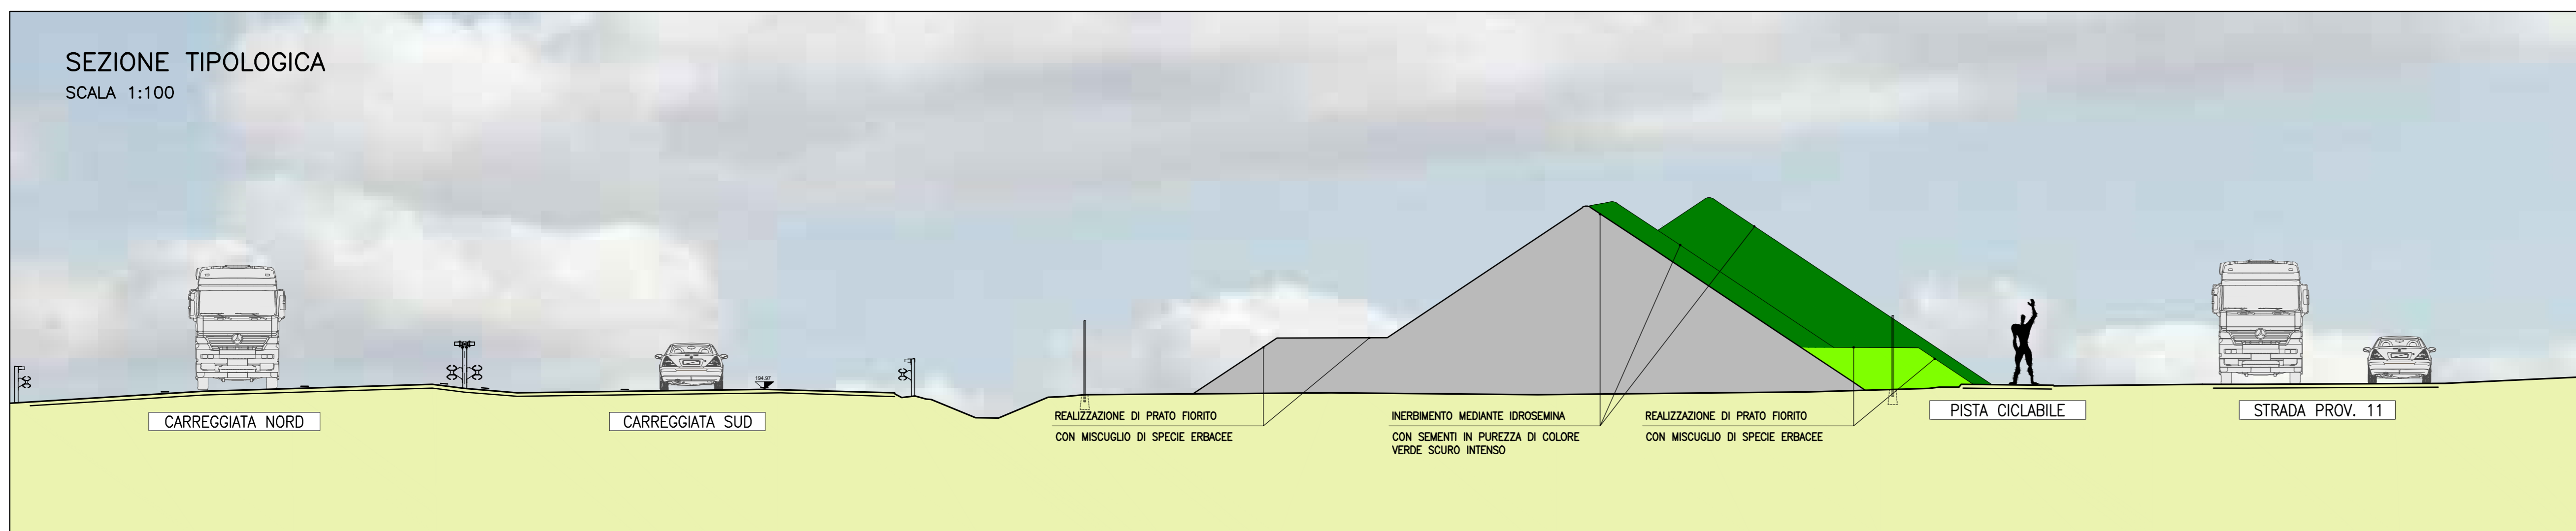 SEZIONE TIPOLOGICA
SCALA 1:100
194.97
CARREGGIATA NORD
CARREGGIATA SUD
REALIZZAZIONE DI PRATO FIORITO
CON MISCUGLIO DI SPECIE ERBACEE
INERBIMENTO MEDIANTE IDROSEMINA
CON SEMENTI IN PUREZZA DI COLORE
VERDE SCURO INTENSO
REALIZZAZIONE DI PRATO FIORITO
CON MISCUGLIO DI SPECIE ERBACEE
PISTA CICLABILE
STRADA PROV. 11